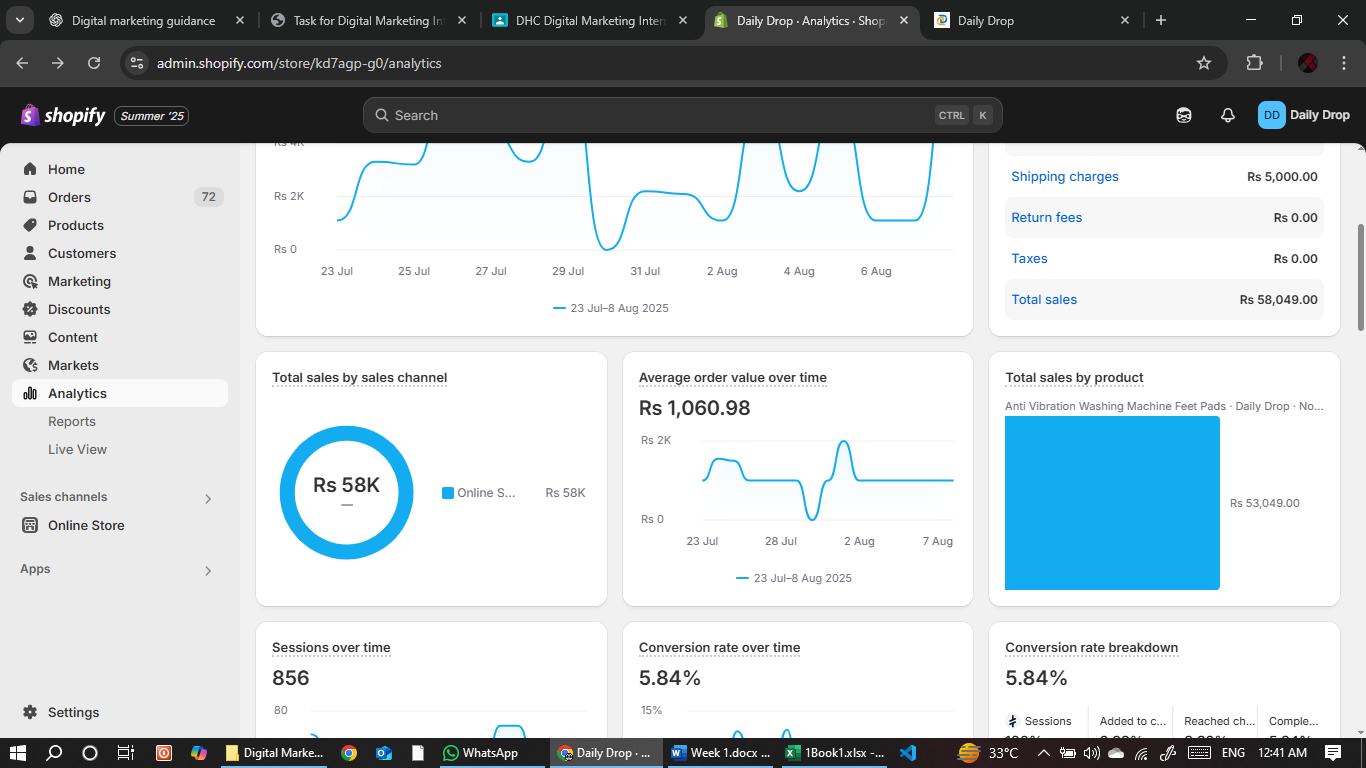 Digital marketing guidance
Task for Digital Marketing In
DHC Digital Marketing Inter
Daily Drop · Analytics · Shop
Daily Drop
admin.shopify.com/store/kd7agp-g0/analytics
shopify
Summer '25
Search
CTRL
K
DD
Daily Drop
Home
Orders
72
Products
Customers
Marketing
Discounts
Content
Markets
Analytics
Reports
Live View
Sales channels
Online Store
Apps
Settings
Rs 4K
Rs 2K
Rs 0
23 Jul 25 Jul 27 Jul 29 Jul 31 Jul 2 Aug 4 Aug 6 Aug
23 Jul–8 Aug 2025
Shipping charges Rs 5,000.00
Return fees Rs 0.00
Taxes Rs 0.00
Total sales Rs 58,049.00
Total sales by sales channel
Rs 58K
—
Online S... Rs 58K
Average order value over time
Rs 1,060.98
Rs 2K
Rs 0
23 Jul 28 Jul 2 Aug 7 Aug
23 Jul–8 Aug 2025
Total sales by product
Anti Vibration Washing Machine Feet Pads · Daily Drop · No...
Rs 53,049.00
Sessions over time
856
80
Conversion rate over time
5.84%
15%
Conversion rate breakdown
5.84%
Sessions Added to c... Reached ch... Comple...
Digital Marke...
WhatsApp
Daily Drop · ...
Week 1.docx ...
1Book1.xlsx -...
33°C
ENG
12:41 AM